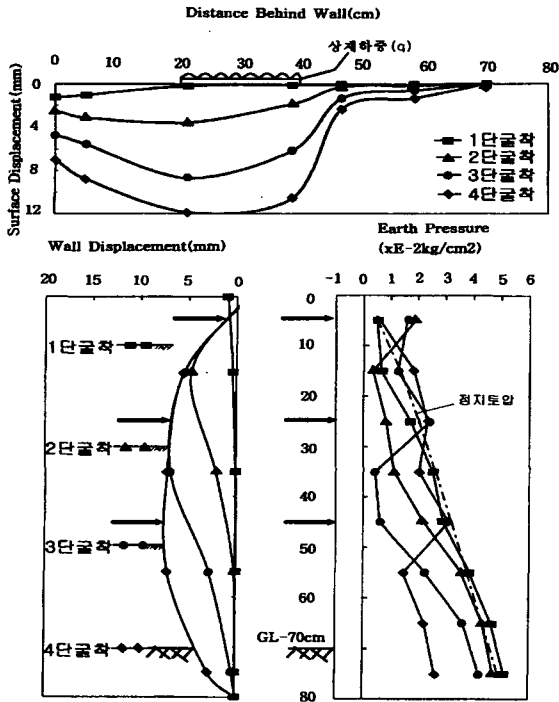 Distance Behind Wall(cm)
0 10 20 30 40 50 60 70 80
상재하중(q)
Surface Displacement(mm)
0
4
8
12
1단굴착
2단굴착
3단굴착
4단굴착
Wall Displacement(mm)
20 15 10 5 0
Earth Pressure
(xE-2kg/cm2)
-1 0 1 2 3 4 5 6
0
10
20
30
40
50
60
70
80
정지토압
1단굴착
2단굴착
3단굴착
4단굴착
GL-70cm